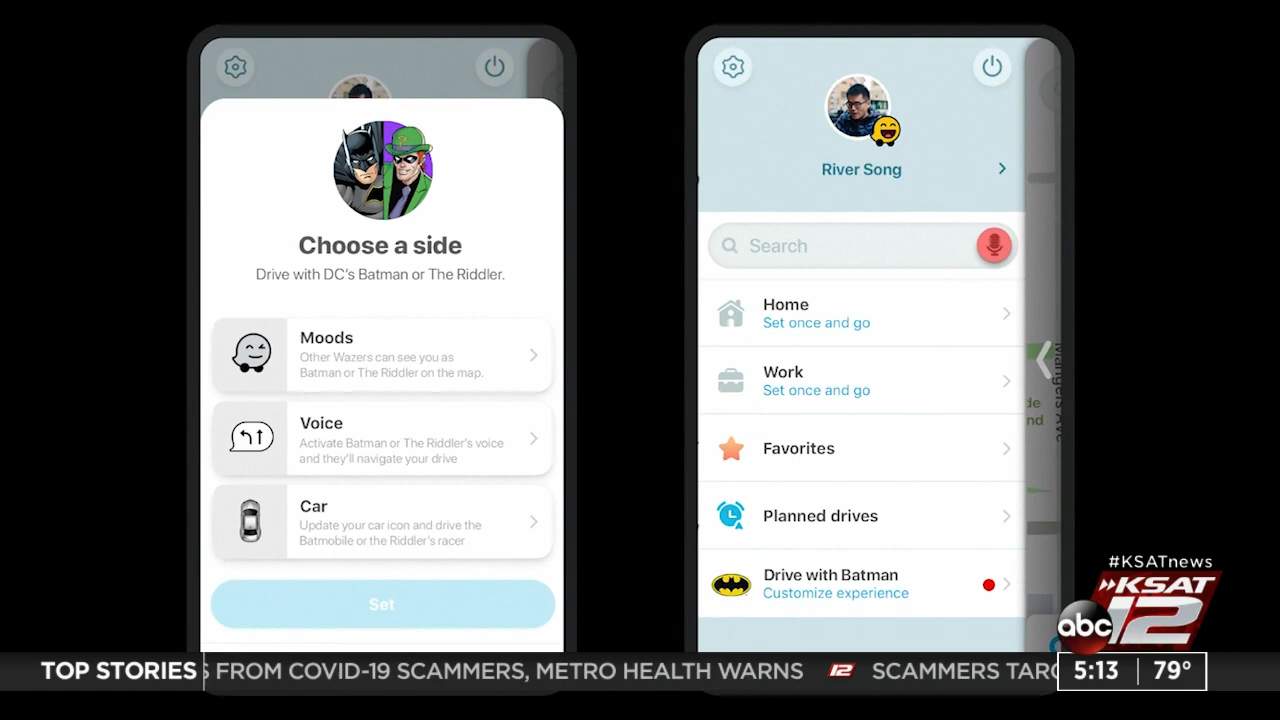 Choose a side
Drive with DC's Batman or The Riddler.
Moods
Other Wazers can see you as
Batman or The Riddler on the map.
Voice
Activate Batman or The Riddler's voice
and they'll navigate your drive
Car
Update your car icon and drive the
Batmobile or the Riddler's racer
Set
River Song
Search
Home
Set once and go
Work
Set once and go
Favorites
Planned drives
Drive with Batman
Customize experience
de
nd
#KSATnews
KSAT
abc 12
TOP STORIES S FROM COVID-19 SCAMMERS, METRO HEALTH WARNS 12 SCAMMERS TARG
5:13 79°